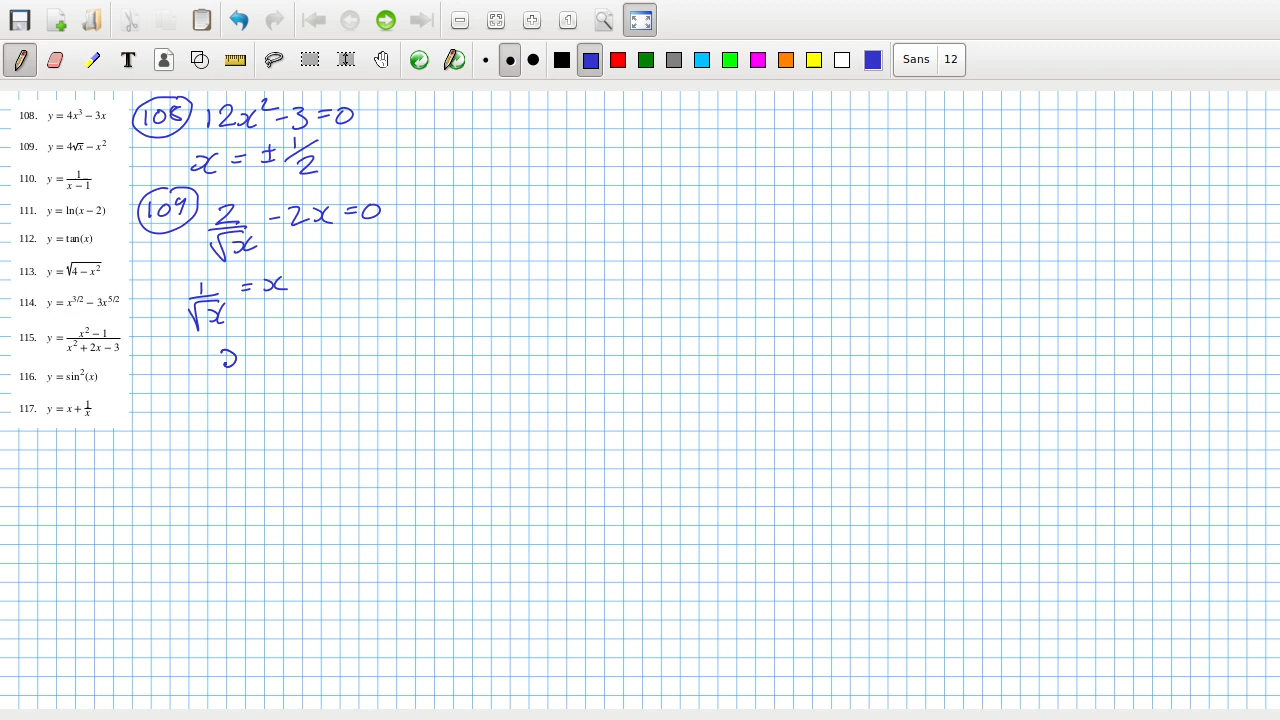 Sans 12
108. y = 4x³ − 3x
109. y = 4√x − x²
110. y = 1/(x − 1)
111. y = ln(x − 2)
112. y = tan(x)
113. y = √(4 − x²)
114. y = x^(3/2) − 3x^(5/2)
115. y = (x² − 1)/(x² + 2x − 3)
116. y = sin²(x)
117. y = x + 1/x
108 12x² - 3 = 0
x = ± 1/2
109 2/√x - 2x = 0
1/√x = x